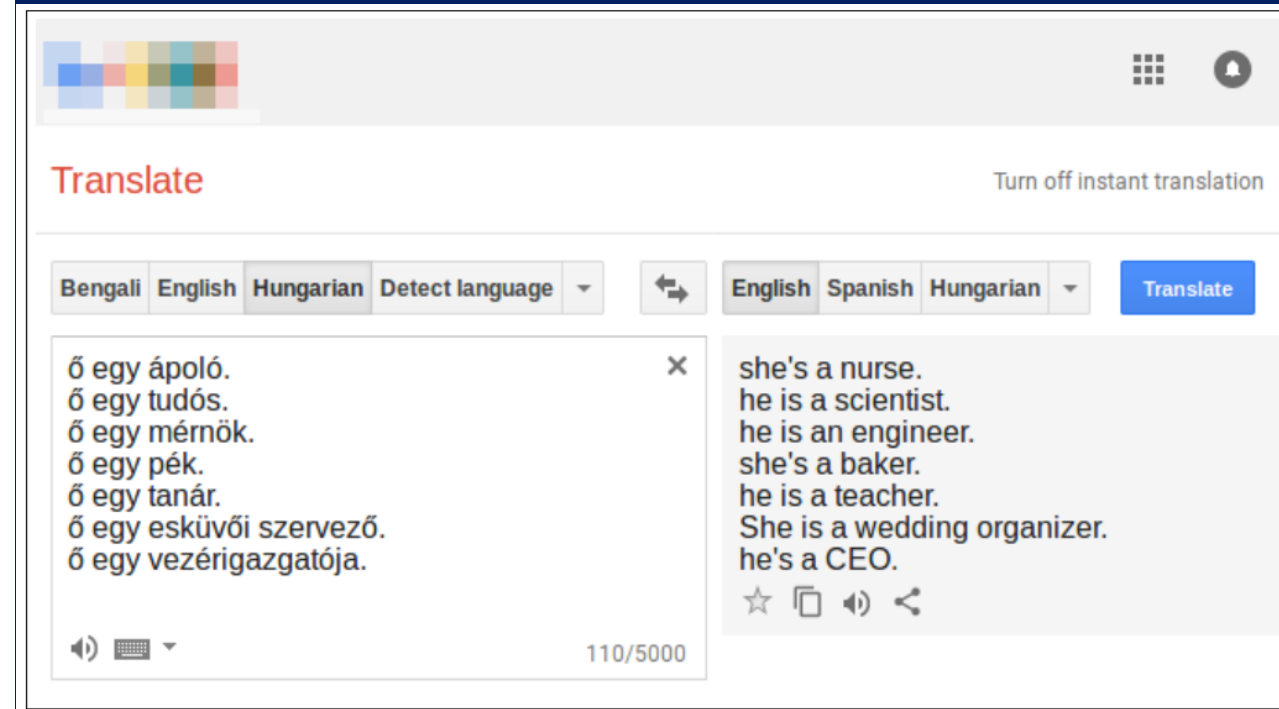 Translate
Turn off instant translation
Bengali English Hungarian Detect language
English Spanish Hungarian
Translate
ő egy ápoló.
ő egy tudós.
ő egy mérnök.
ő egy pék.
ő egy tanár.
ő egy esküvői szervező.
ő egy vezérigazgatója.
110/5000
she's a nurse.
he is a scientist.
he is an engineer.
she's a baker.
he is a teacher.
She is a wedding organizer.
he's a CEO.